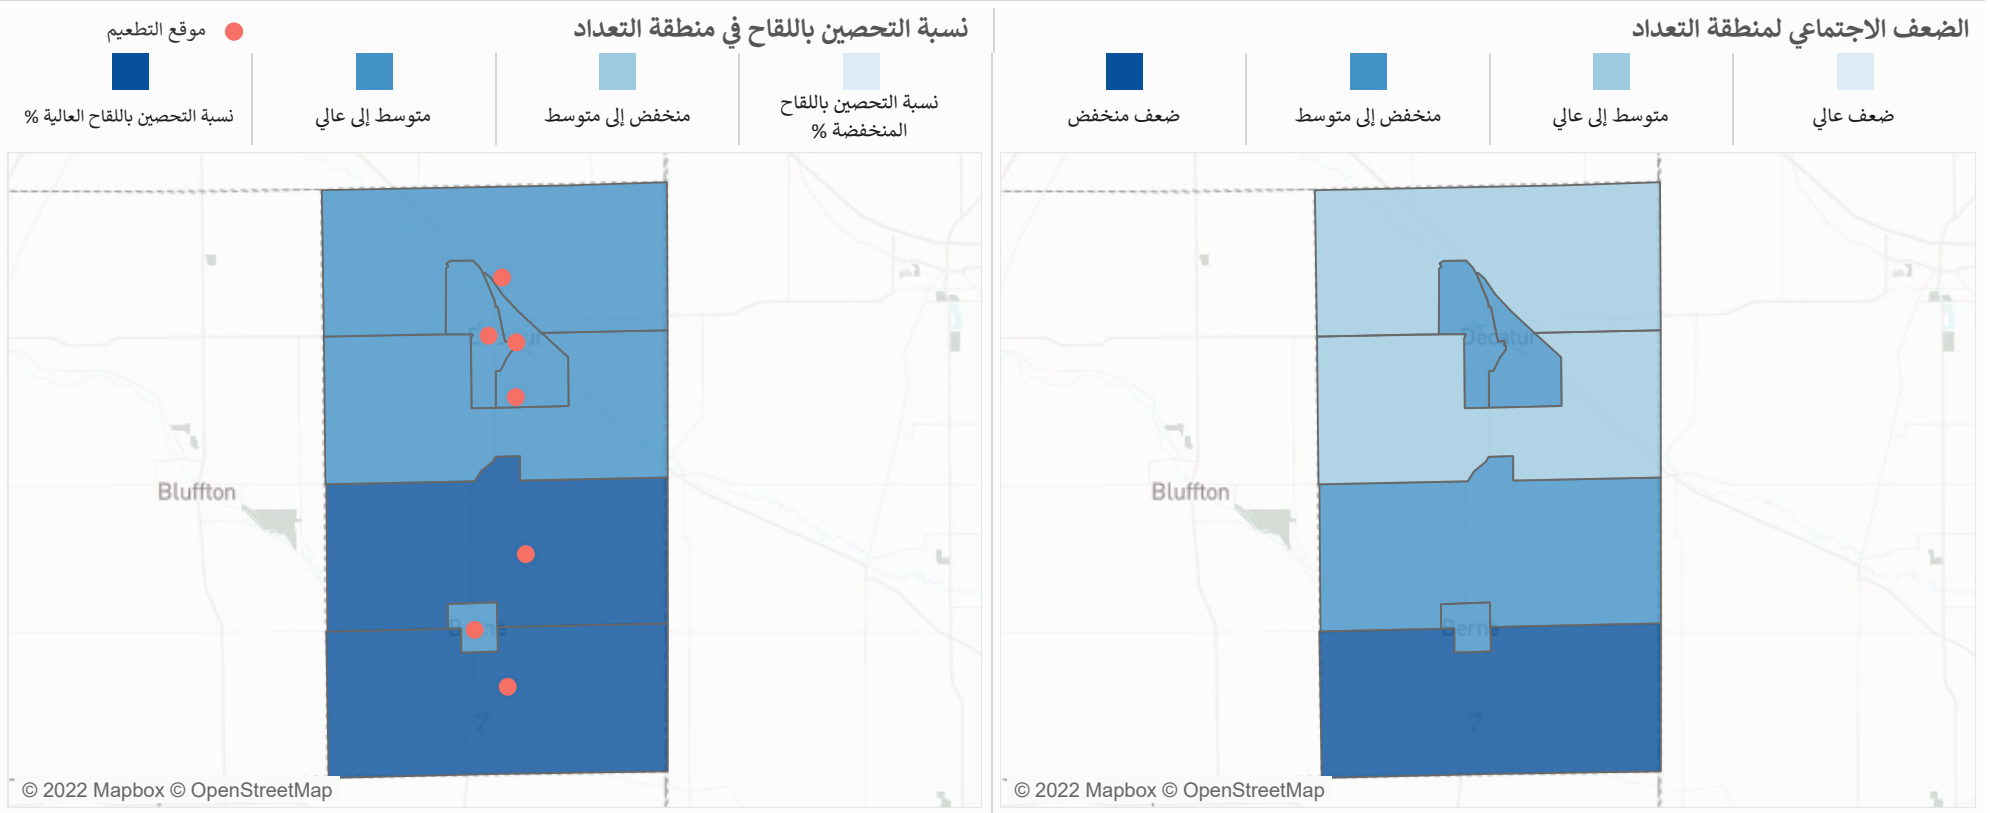 الضعف الاجتماعي لمنطقة التعداد
ضعف عالي
متوسط إلى عالي
منخفض إلى متوسط
ضعف منخفض
Decatur
Bluffton
Berne
© 2022 Mapbox © OpenStreetMap
نسبة التحصين باللقاح في منطقة التعداد
موقع التطعيم
نسبة التحصين باللقاح
المنخفضة %
منخفض إلى متوسط
متوسط إلى عالي
نسبة التحصين باللقاح العالية %
Bluffton
© 2022 Mapbox © OpenStreetMap